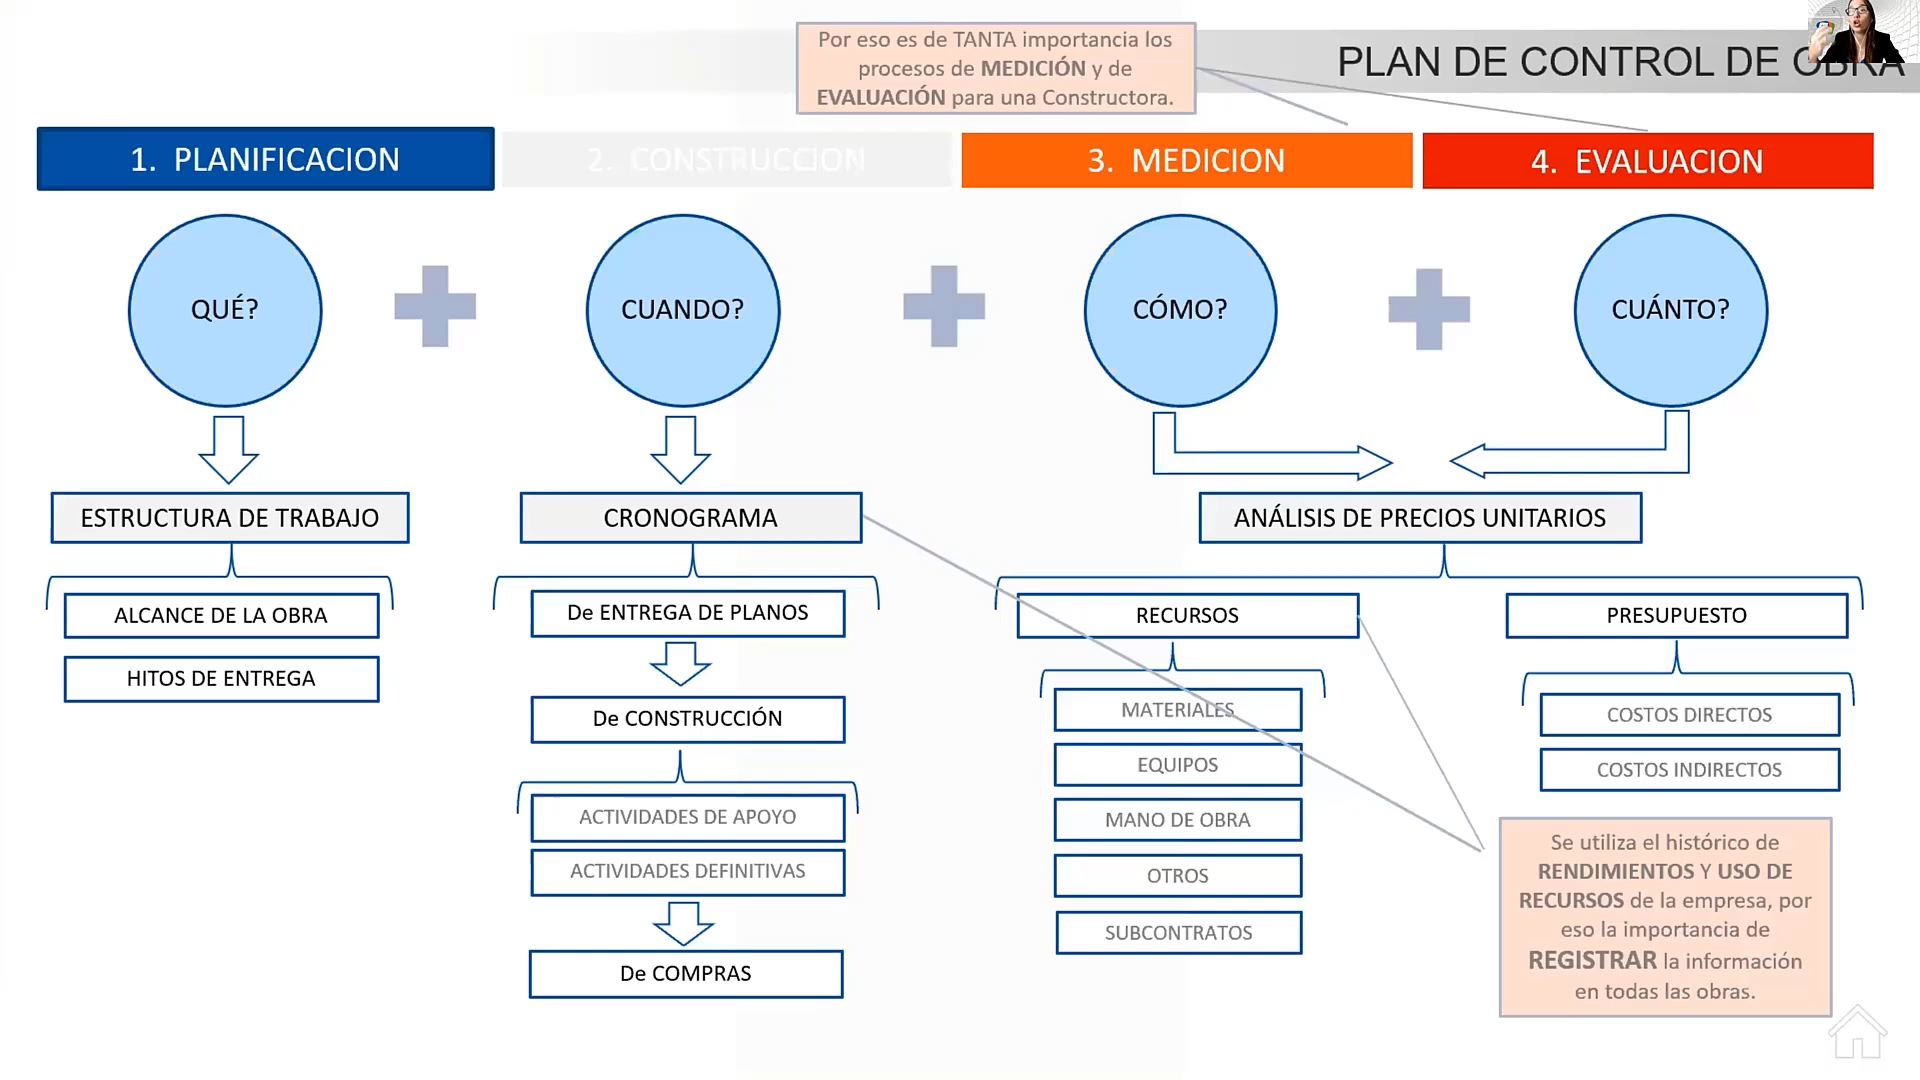 Por eso es de TANTA importancia los
procesos de MEDICIÓN y de
EVALUACIÓN para una Constructora.
PLAN DE CONTROL DE OBRA
1. PLANIFICACION
2. CONSTRUCCION
3. MEDICION
4. EVALUACION
QUÉ?
CUANDO?
CÓMO?
CUÁNTO?
ESTRUCTURA DE TRABAJO
ALCANCE DE LA OBRA
HITOS DE ENTREGA
CRONOGRAMA
De ENTREGA DE PLANOS
De CONSTRUCCIÓN
ACTIVIDADES DE APOYO
ACTIVIDADES DEFINITIVAS
De COMPRAS
ANÁLISIS DE PRECIOS UNITARIOS
RECURSOS
MATERIALES
EQUIPOS
MANO DE OBRA
OTROS
SUBCONTRATOS
PRESUPUESTO
COSTOS DIRECTOS
COSTOS INDIRECTOS
Se utiliza el histórico de
RENDIMIENTOS Y USO DE
RECURSOS de la empresa, por
eso la importancia de
REGISTRAR la información
en todas las obras.